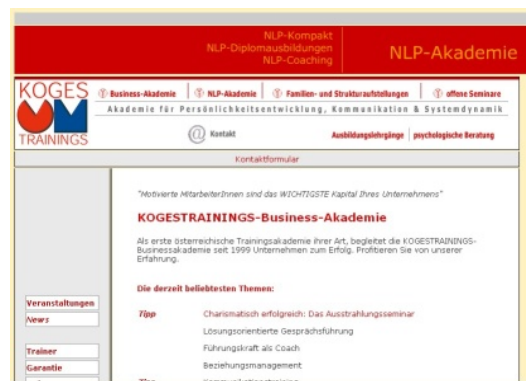 NLP-Kompakt
NLP-Diplomausbildungen
NLP-Coaching
NLP-Akademie
KOGES
TRAININGS
Business-Akademie
NLP-Akademie
Familien- und Strukturaufstellungen
offene Seminare
Akademie für Persönlichkeitsentwicklung, Kommunikation & Systemdynamik
@ Kontakt
Ausbildungslehrgänge
psychologische Beratung
Kontaktformular
"Motivierte MitarbeiterInnen sind das WICHTIGSTE Kapital Ihres Unternehmens"
KOGESTRAININGS-Business-Akademie
Als erste österreichische Trainingsakademie ihrer Art, begleitet die KOGESTRAININGS-
Businessakademie seit 1999 Unternehmen zum Erfolg. Profitieren Sie von unserer
Erfahrung.
Die derzeit beliebtesten Themen:
Veranstaltungen
News
Trainer
Garantie
Tipp
Charismatisch erfolgreich: Das Ausstrahlungsseminar
Lösungsorientierte Gesprächsführung
Führungskraft als Coach
Beziehungsmanagement